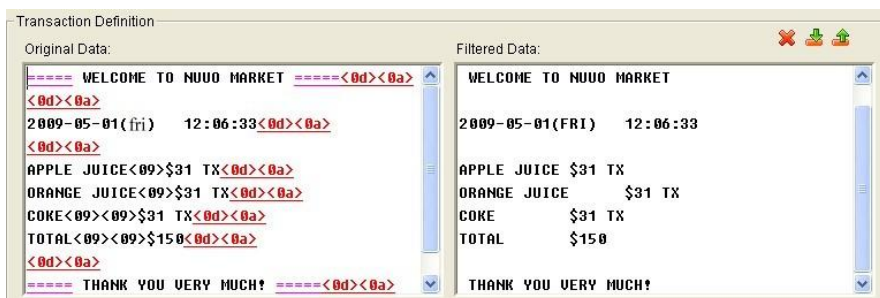 Transaction Definition
Original Data:
===== WELCOME TO NUUO MARKET =====<0d><0a>
<0d><0a>
2009-05-01(fri)   12:06:33<0d><0a>
<0d><0a>
APPLE JUICE<09>$31 TX<0d><0a>
ORANGE JUICE<09>$31 TX<0d><0a>
COKE<09><09>$31 TX<0d><0a>
TOTAL<09><09>$150<0d><0a>
<0d><0a>
===== THANK YOU VERY MUCH! =====<0d><0a>
Filtered Data:
WELCOME TO NUUO MARKET
2009-05-01(FRI)   12:06:33
APPLE JUICE $31 TX
ORANGE JUICE      $31 TX
COKE         $31 TX
TOTAL        $150
THANK YOU VERY MUCH!